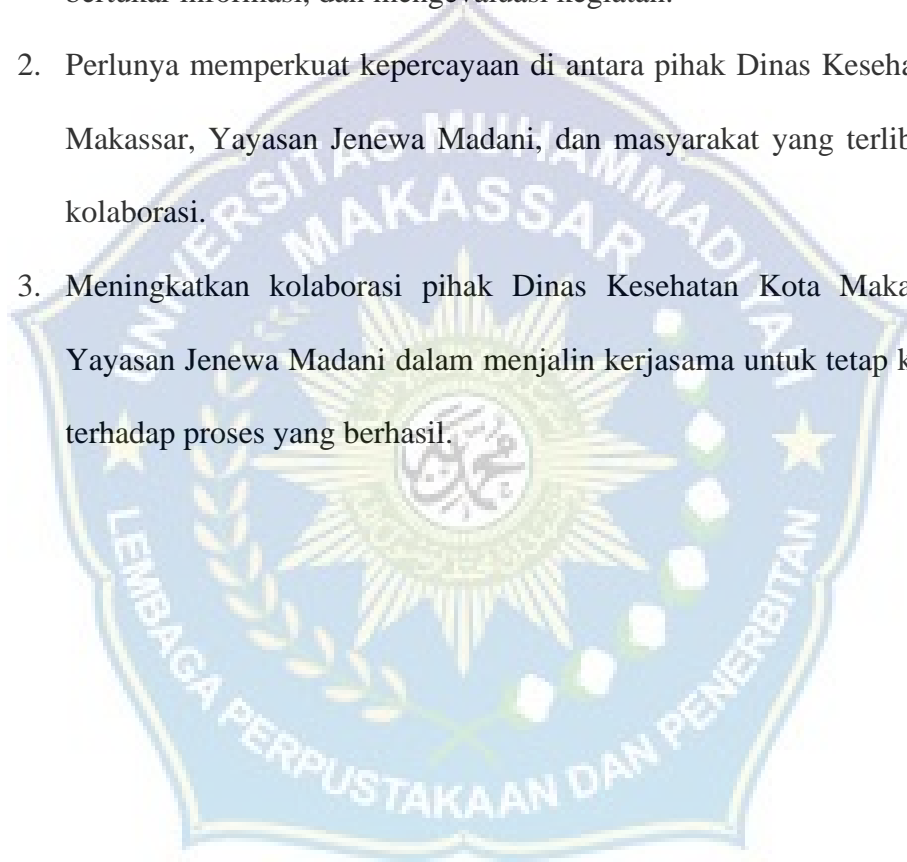 bertukar informasi, dan mengevaluasi kegiatan.
2. Perlunya memperkuat kepercayaan di antara pihak Dinas Keseha
Makassar, Yayasan Jenewa Madani, dan masyarakat yang terlib
kolaborasi.
3. Meningkatkan kolaborasi pihak Dinas Kesehatan Kota Maka
Yayasan Jenewa Madani dalam menjalin kerjasama untuk tetap k
terhadap proses yang berhasil.
UNIVERSITAS MUHAMMADIYAH
MAKASSAR
LEMBAGA PERPUSTAKAAN DAN PENERBITAN